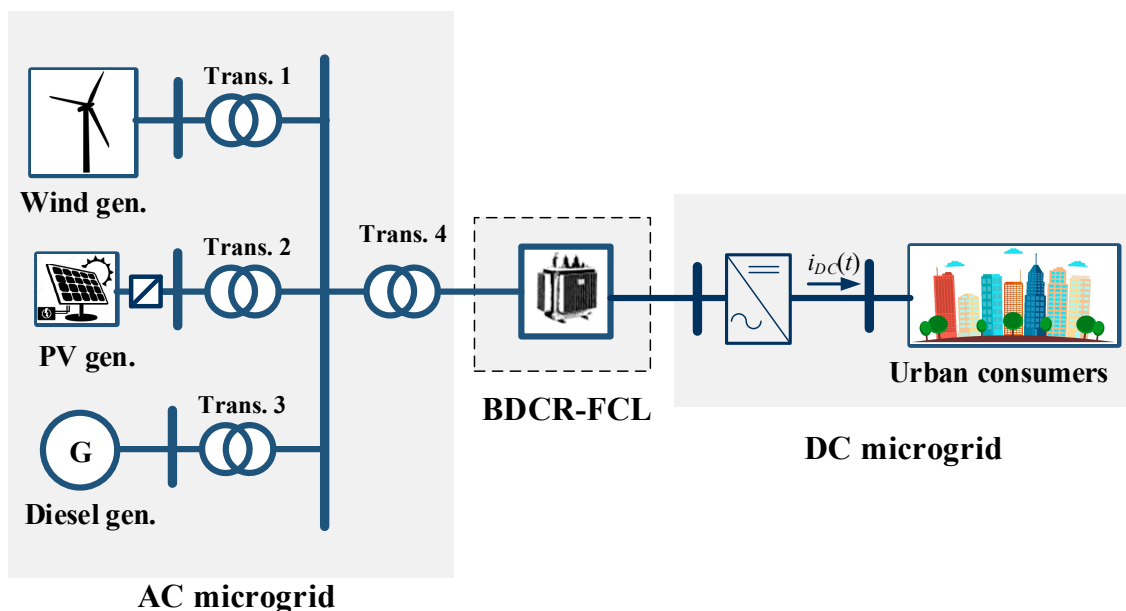 Trans. 1
Wind gen.
Trans. 2
Trans. 4
PV gen.
i_DC(t)
Urban consumers
BDCR-FCL
Trans. 3
G
Diesel gen.
DC microgrid
AC microgrid